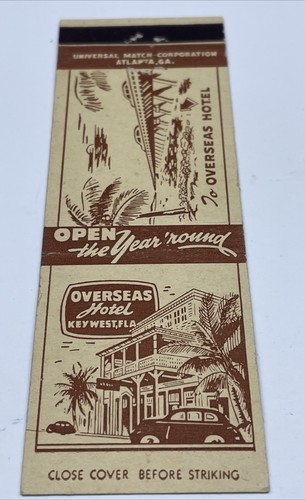 UNIVERSAL MATCH CORPORATION
ATLANTA, GA.
To OVERSEAS HOTEL
OPEN
the Year 'round
OVERSEAS
Hotel
KEY WEST, FLA.
CLOSE COVER BEFORE STRIKING